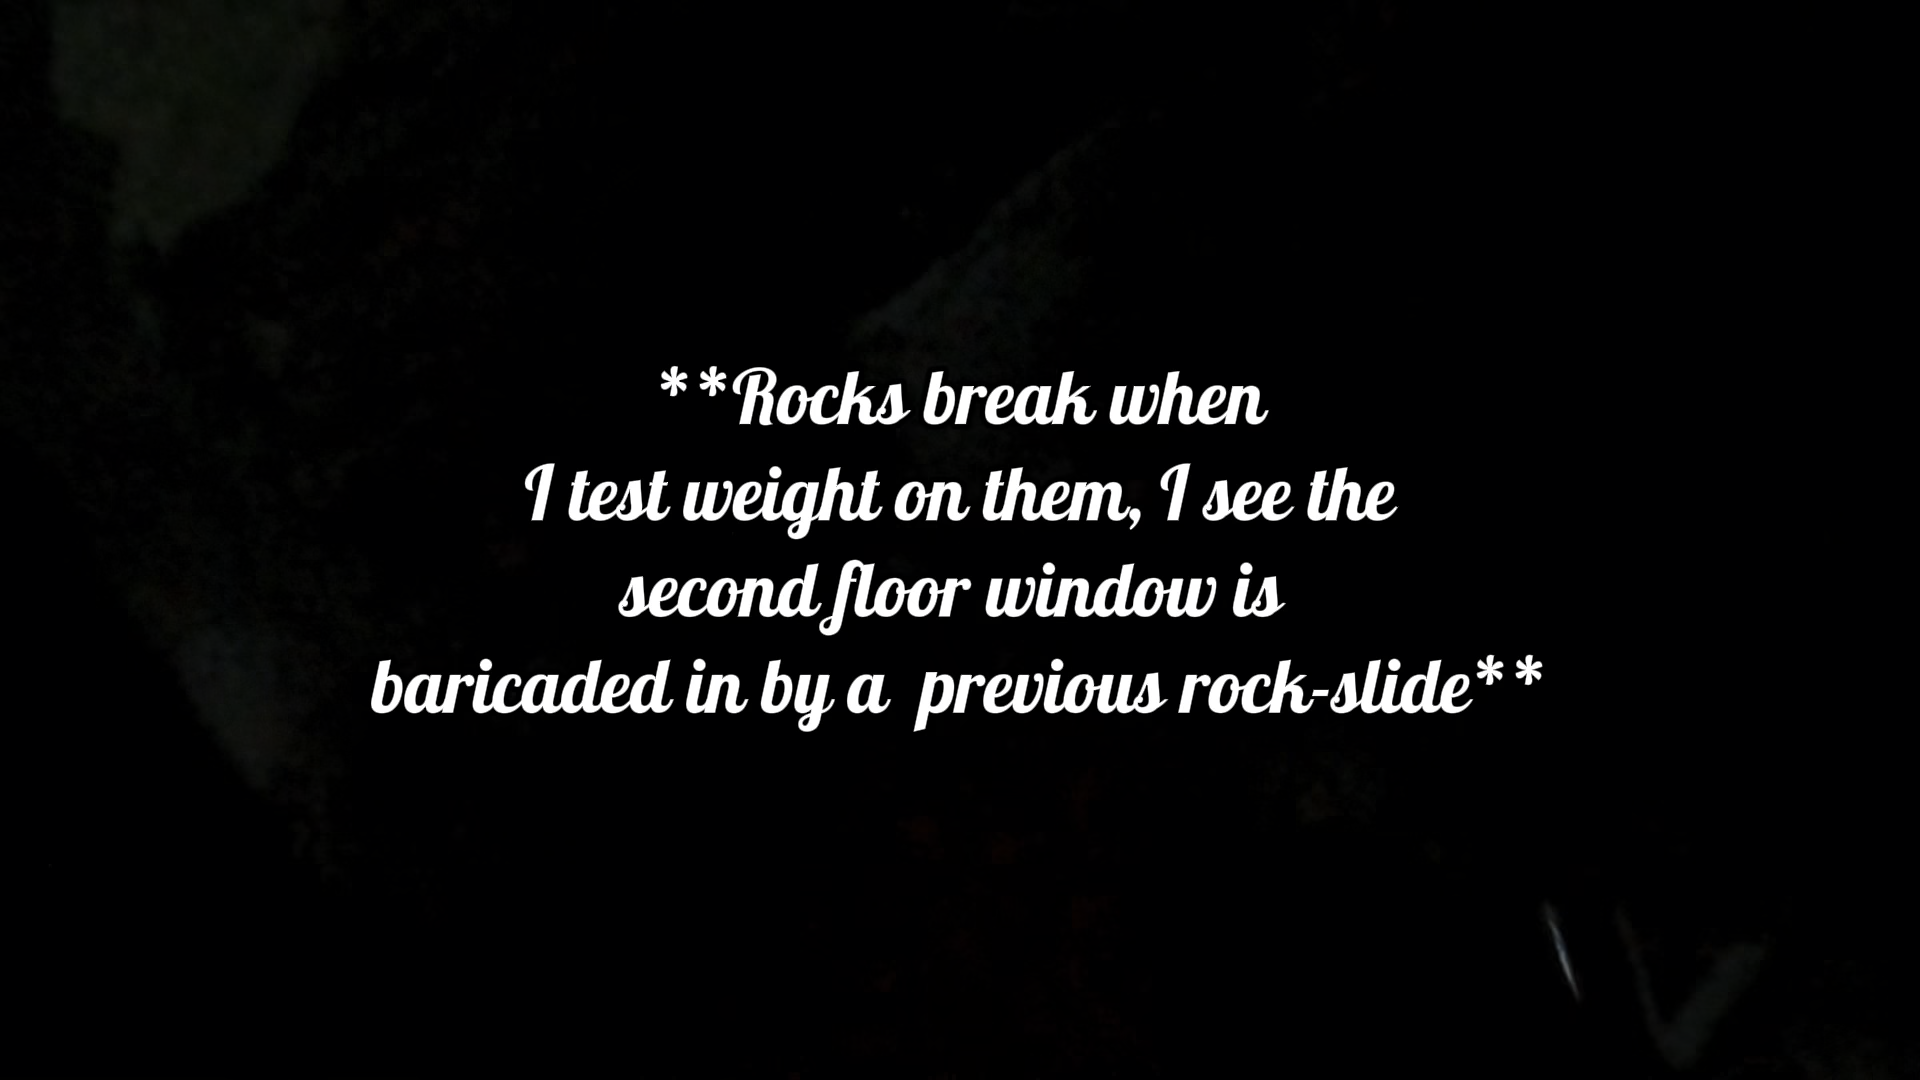 **Rocks break when
I test weight on them, I see the
second floor window is
baricaded in by a  previous rock-slide**